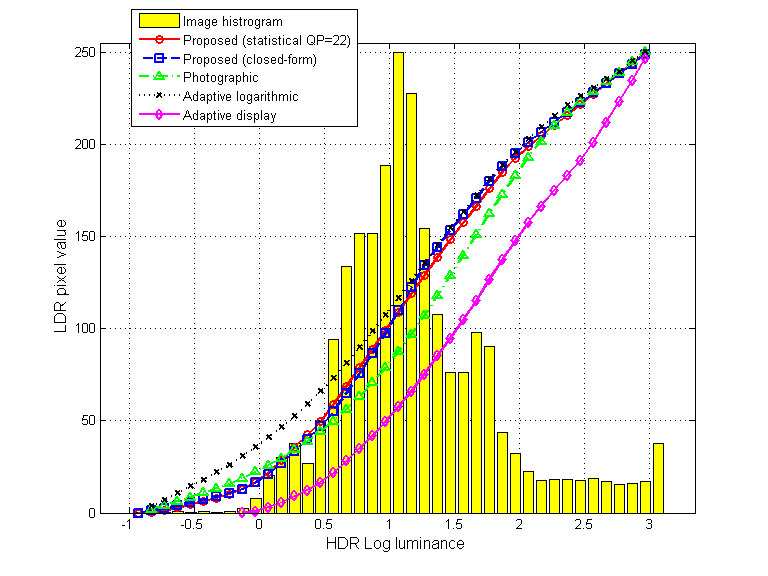 Image histrogram
Proposed (statistical QP=22)
Proposed (closed-form)
Photographic
Adaptive logarithmic
Adaptive display
250
200
150
100
50
0
LDR pixel value
-1 -0.5 0 0.5 1 1.5 2 2.5 3
HDR Log luminance